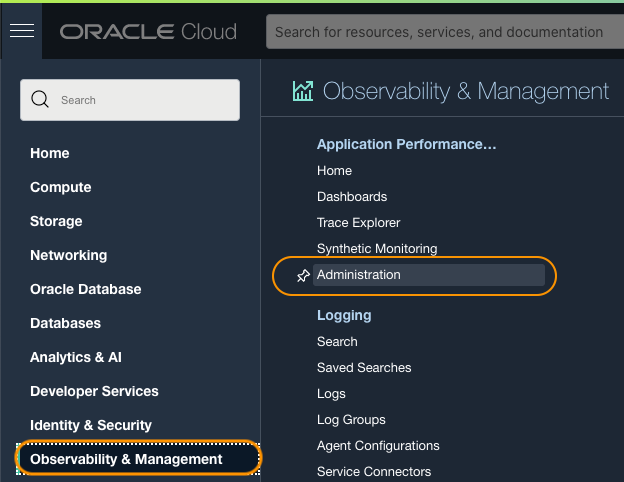 ORACLE Cloud
Search for resources, services, and documentation
Search
Home
Compute
Storage
Networking
Oracle Database
Databases
Analytics & AI
Developer Services
Identity & Security
Observability & Management
Observability & Management
Application Performance...
Home
Dashboards
Trace Explorer
Synthetic Monitoring
Administration
Logging
Search
Saved Searches
Logs
Log Groups
Agent Configurations
Service Connectors